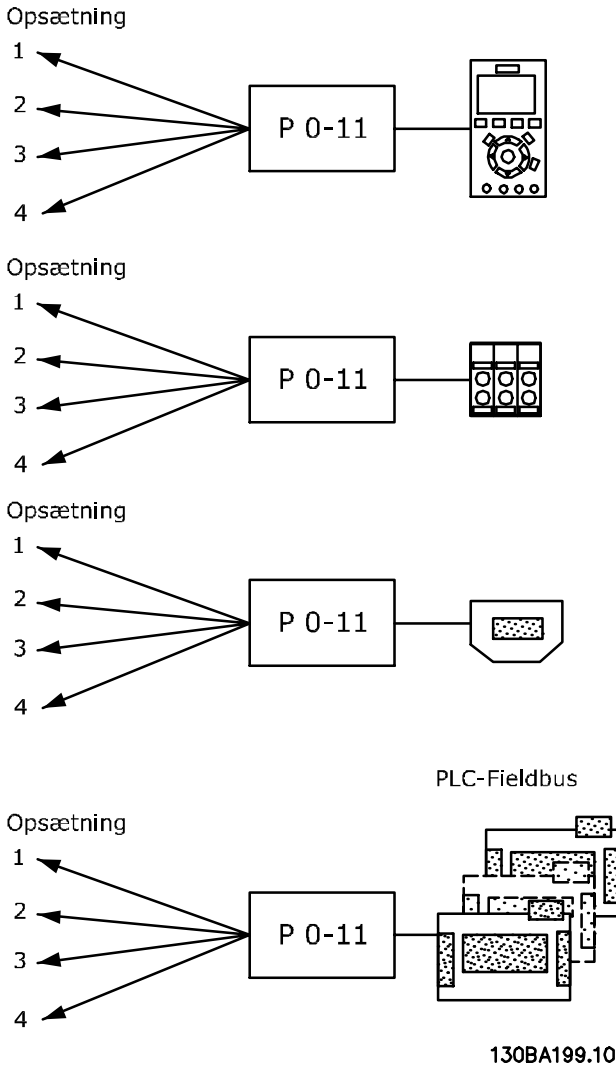 Opsætning
1
2
3
4
P 0-11
Opsætning
1
2
3
4
P 0-11
Opsætning
1
2
3
4
P 0-11
PLC-Fieldbus
Opsætning
1
2
3
4
P 0-11
130BA199.10